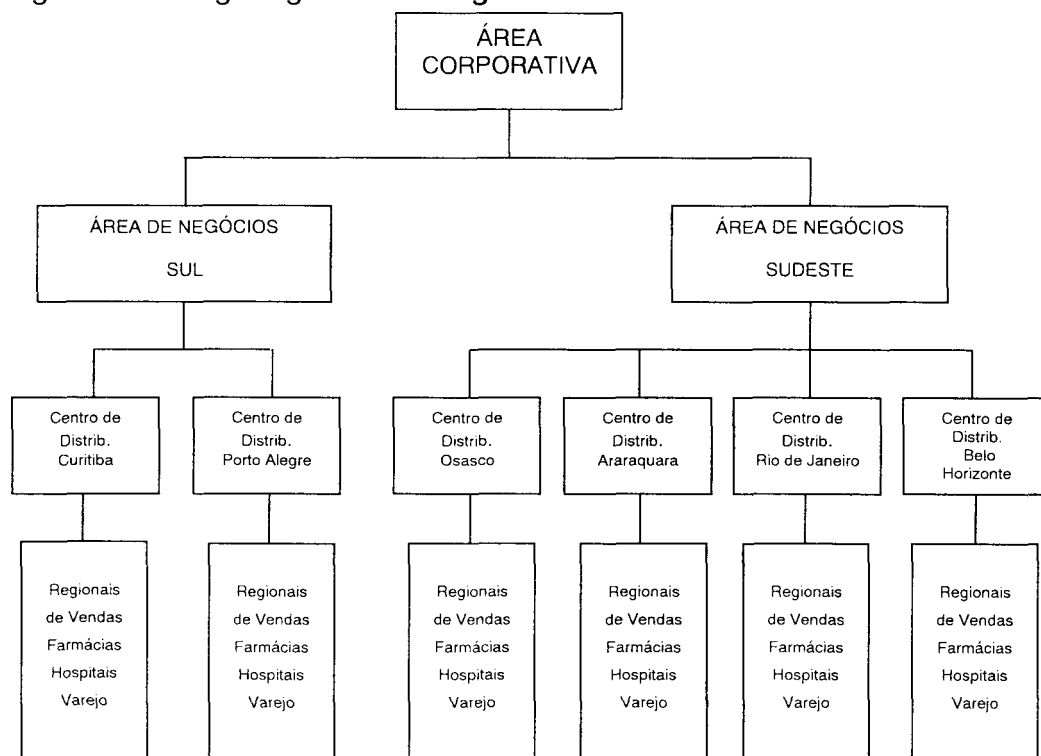 ÁREA
CORPORATIVA
ÁREA DE NEGÓCIOS
SUL
ÁREA DE NEGÓCIOS
SUDESTE
Centro de
Distrib.
Curitiba
Centro de
Distrib.
Porto Alegre
Centro de
Distrib.
Osasco
Centro de
Distrib.
Araraquara
Centro de
Distrib.
Rio de Janeiro
Centro de
Distrib.
Belo
Horizonte
Regionais
de Vendas
Farmácias
Hospitais
Varejo
Regionais
de Vendas
Farmácias
Hospitais
Varejo
Regionais
de Vendas
Farmácias
Hospitais
Varejo
Regionais
de Vendas
Farmácias
Hospitais
Varejo
Regionais
de Vendas
Farmácias
Hospitais
Varejo
Regionais
de Vendas
Farmácias
Hospitais
Varejo